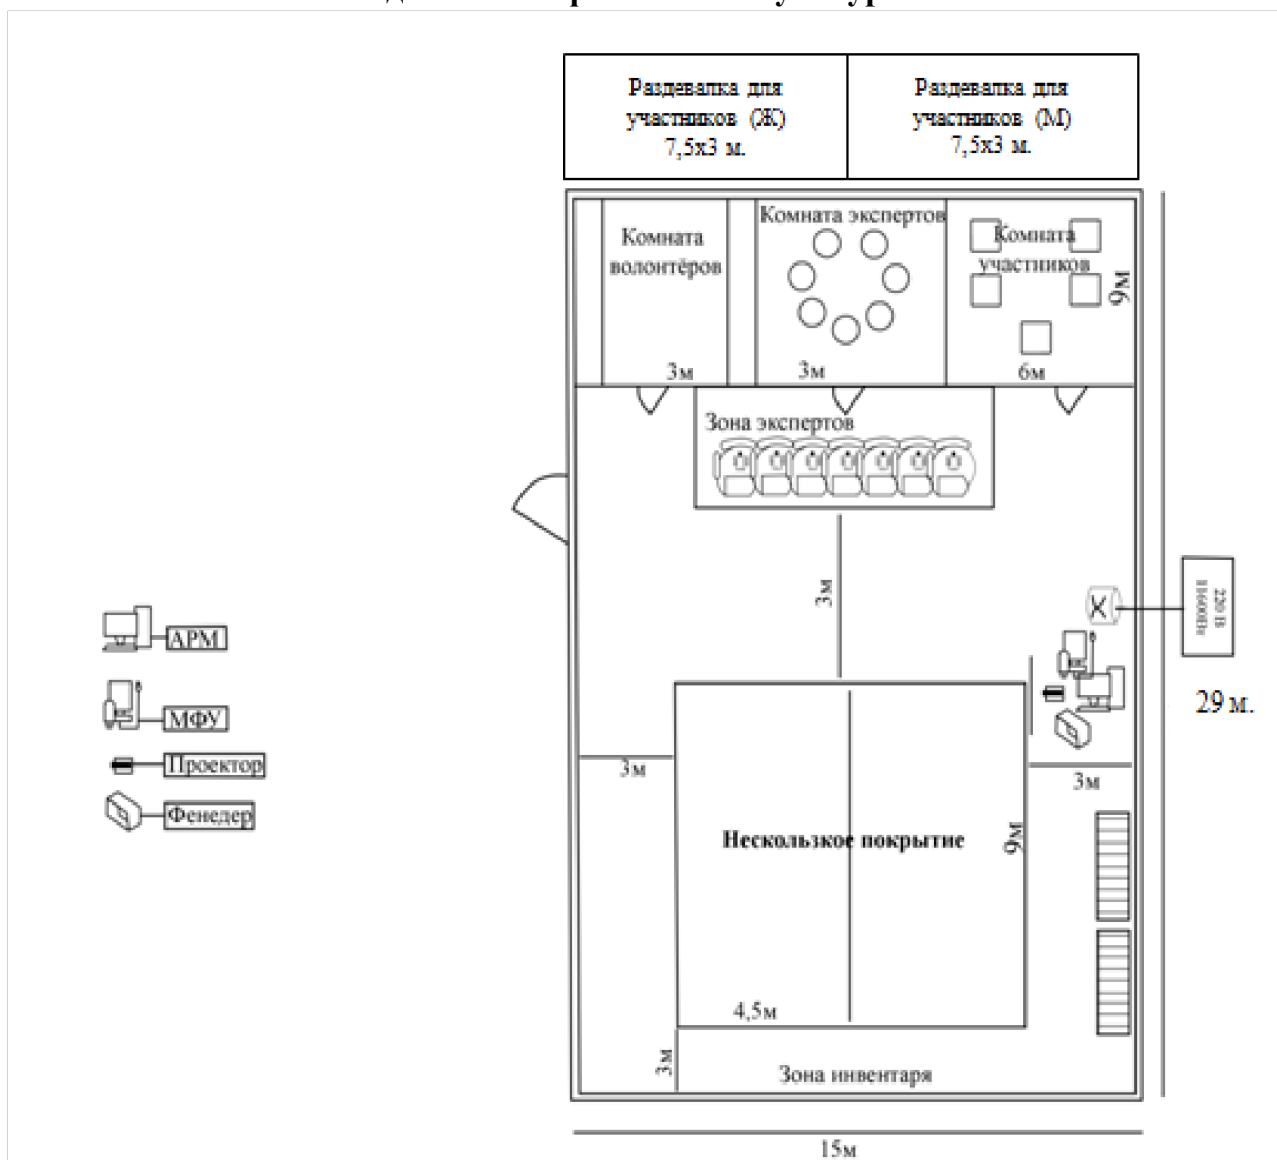 Раздевалка для
участников (Ж)
7,5х3 м.
Раздевалка для
участников (М)
7,5х3 м.
Комната
волонтёров
3м
Комната экспертов
3м
Комната
участников
9м
6м
Зона экспертов
3м
220 В
АРМ
МФУ
Проектор
Фенедер
29 м.
3м
3м
Нескользкое покрытие
9м
4,5м
3м
Зона инвентаря
15м